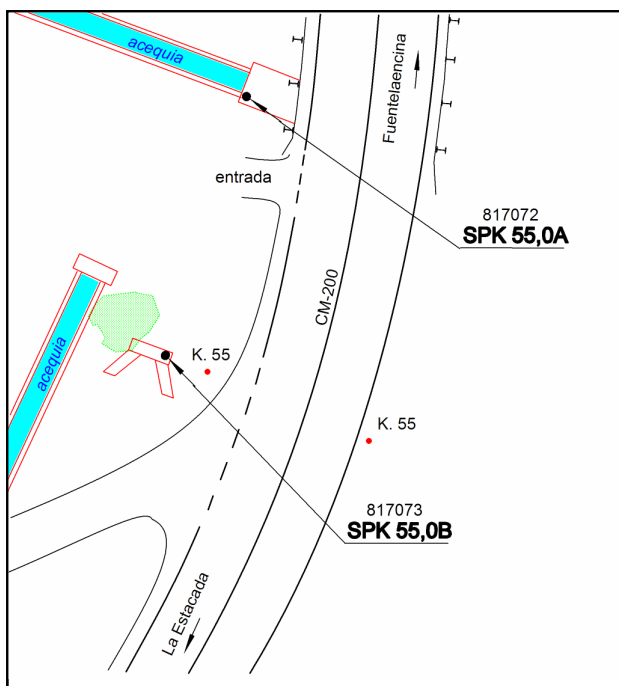 acequia
Fuentelaencina
entrada
817072
SPK 55,0A
CM-200
acequia
K. 55
K. 55
817073
SPK 55,0B
La Estacada